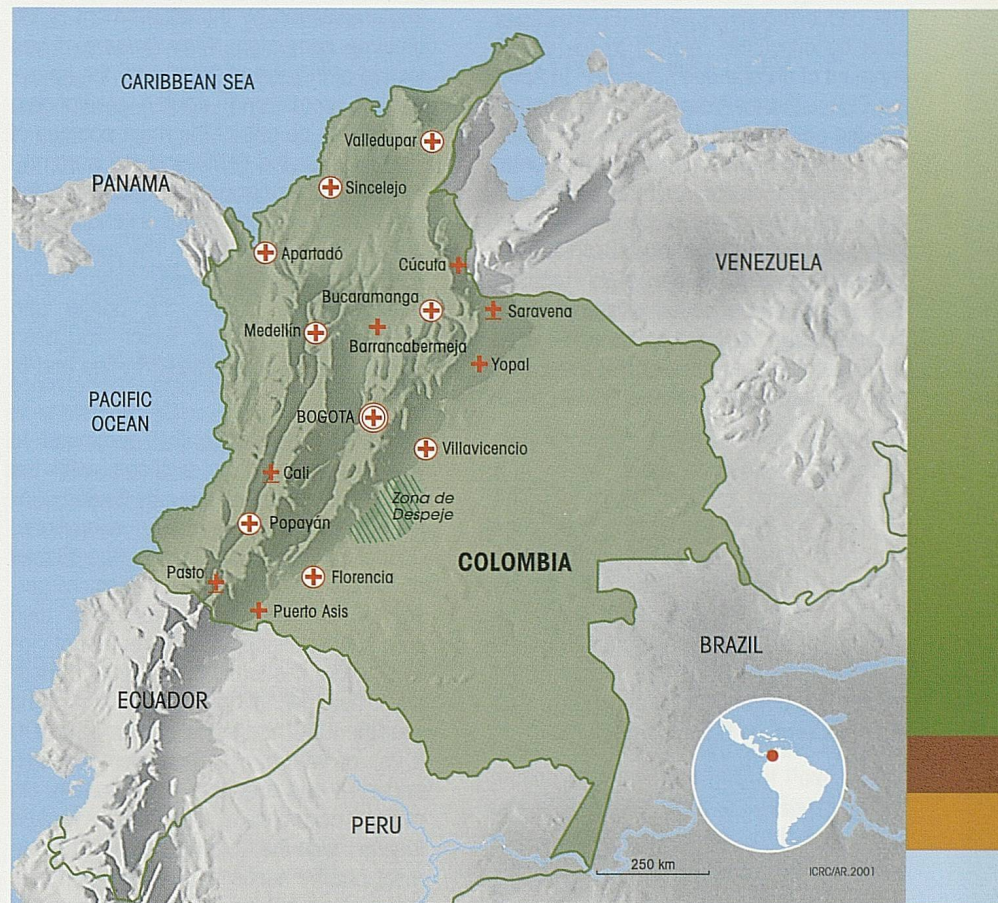 CARIBBEAN SEA
Valledupar
PANAMA
Sincelejo
Apartadó
Cúcuta
VENEZUELA
Bucaramanga
Saravena
Medellín
Barrancabermeja
Yopal
PACIFIC
OCEAN
BOGOTA
Villavicencio
Cali
Zona de
Despeje
Popayán
COLOMBIA
Pasto
Florencia
Puerto Asis
BRAZIL
ECUADOR
PERU
250 km
ICRC/AR.2001